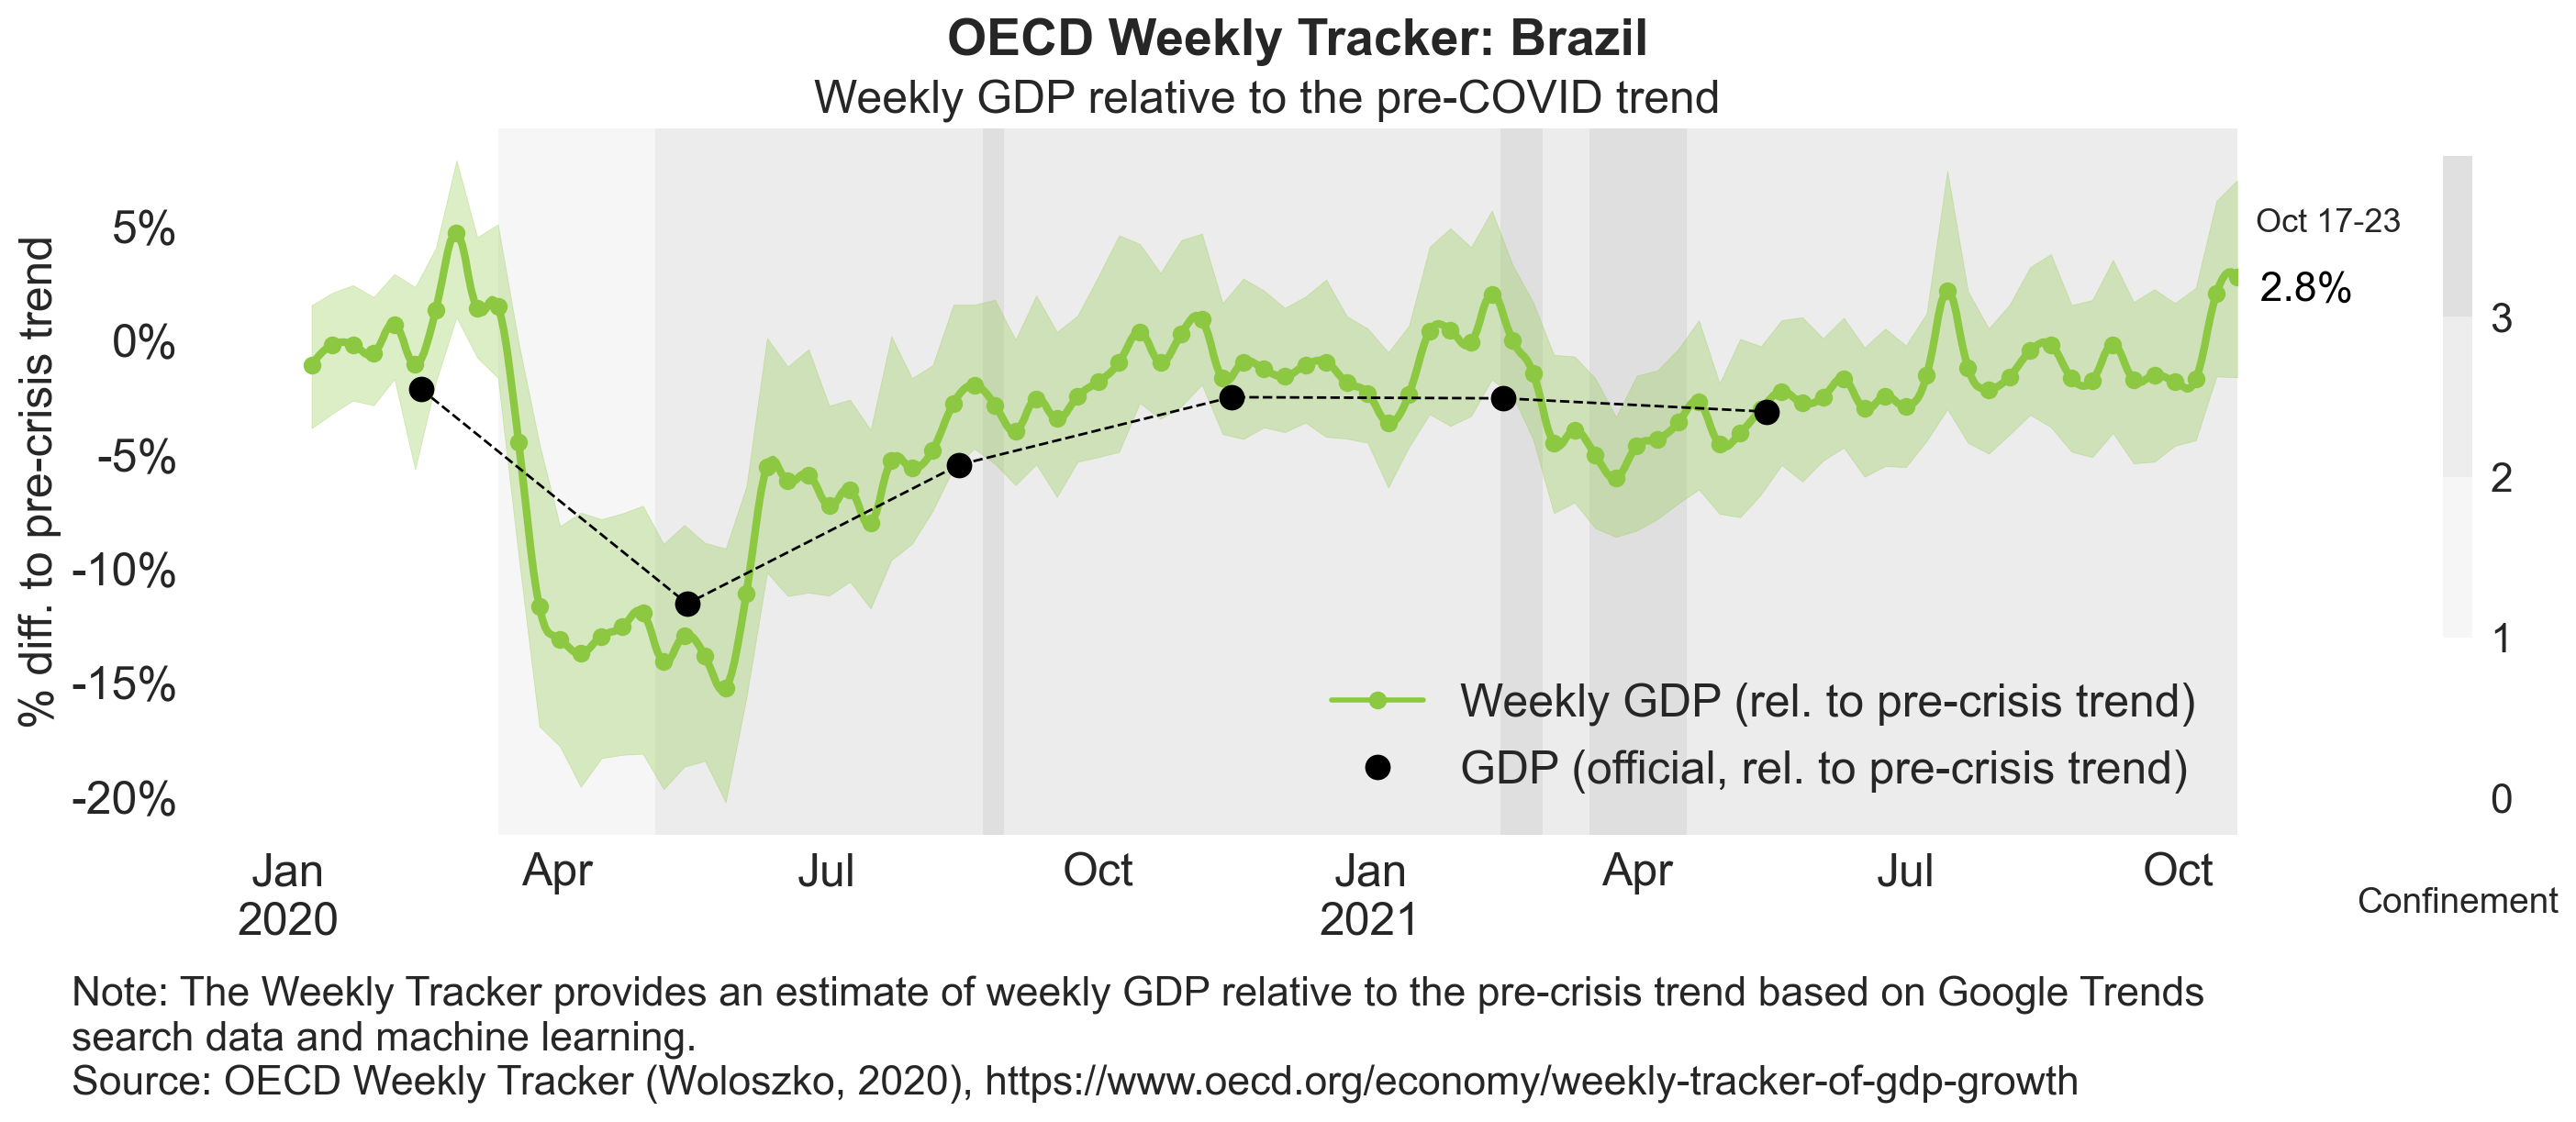 OECD Weekly Tracker: Brazil
Weekly GDP relative to the pre-COVID trend
% diff. to pre-crisis trend
5%
0%
-5%
-10%
-15%
-20%
Oct 17-23
2.8%
3
2
1
0
Confinement
Weekly GDP (rel. to pre-crisis trend)
GDP (official, rel. to pre-crisis trend)
Jan Apr Jul Oct Jan Apr Jul Oct
2020 2021
Note: The Weekly Tracker provides an estimate of weekly GDP relative to the pre-crisis trend based on Google Trends
search data and machine learning.
Source: OECD Weekly Tracker (Woloszko, 2020), https://www.oecd.org/economy/weekly-tracker-of-gdp-growth